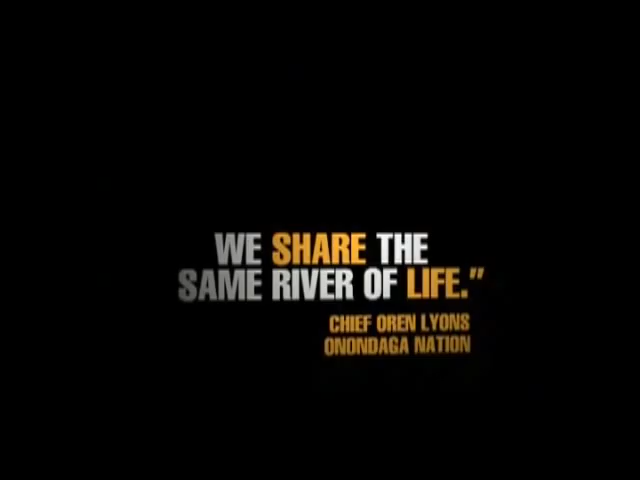 WE SHARE THE
SAME RIVER OF LIFE.”
CHIEF OREN LYONS
ONONDAGA NATION